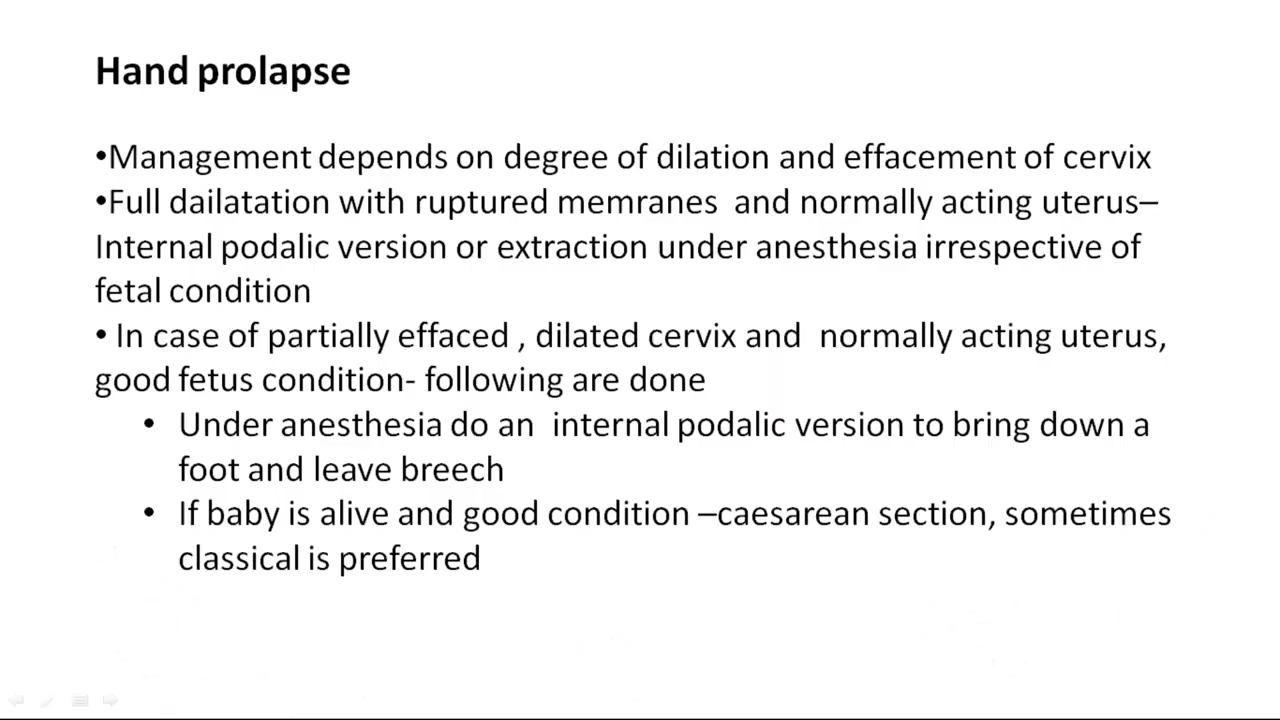 Hand prolapse
•Management depends on degree of dilation and effacement of cervix
•Full dailatation with ruptured memranes and normally acting uterus–
Internal podalic version or extraction under anesthesia irrespective of
fetal condition
• In case of partially effaced , dilated cervix and normally acting uterus,
good fetus condition- following are done
• Under anesthesia do an internal podalic version to bring down a
foot and leave breech
• If baby is alive and good condition –caesarean section, sometimes
classical is preferred